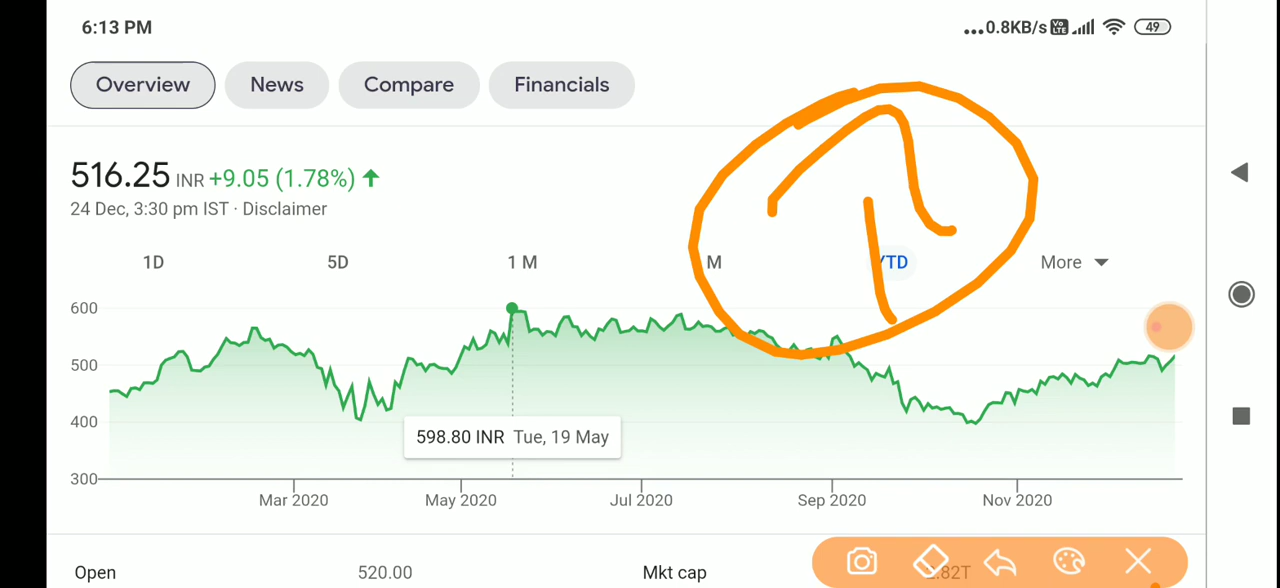 6:13 PM ...0.8KB/s Vo LTE 49
Overview News Compare Financials
516.25 INR +9.05 (1.78%)
24 Dec, 3:30 pm IST · Disclaimer
1D 5D 1 M M YTD More
600
500
400
300
598.80 INR Tue, 19 May
Mar 2020 May 2020 Jul 2020 Sep 2020 Nov 2020
Open 520.00 Mkt cap